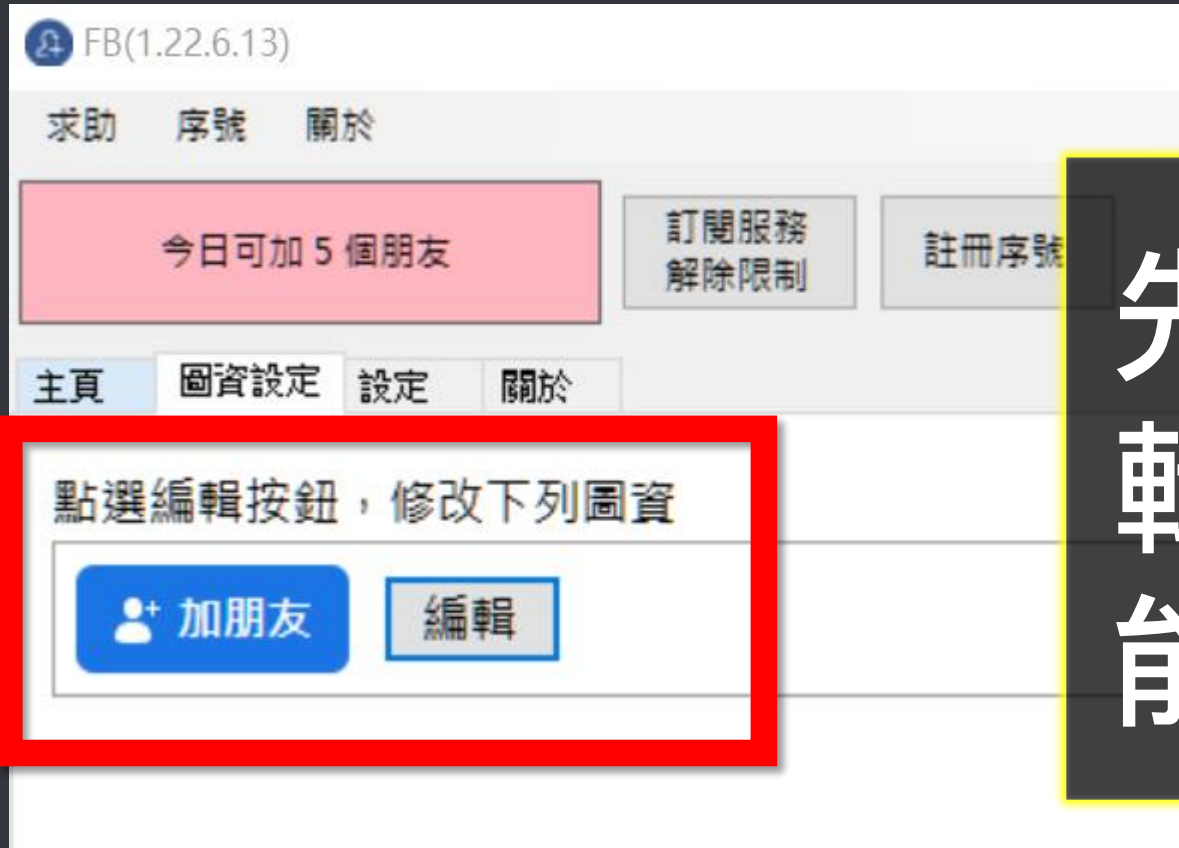 FB(1.22.6.13)
求助 序號 關於
今日可加 5 個朋友
訂閱服務
解除限制
註冊序號
主頁 圖資設定 設定 關於
點選編輯按鈕，修改下列圖資
加朋友 編輯